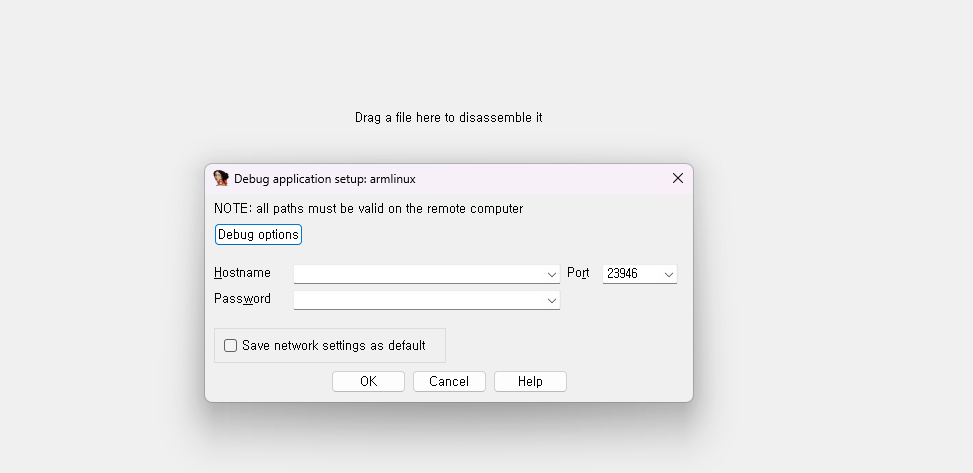 Drag a file here to disassemble it
Debug application setup: armlinux
NOTE: all paths must be valid on the remote computer
Debug options
Hostname Port 23946
Password
Save network settings as default
OK Cancel Help